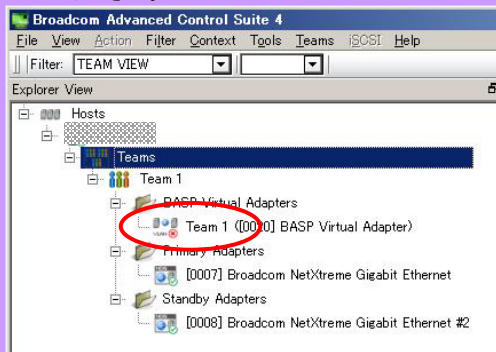 Broadcom Advanced Control Suite 4
File View Action Filter Context Tools Teams iSCSI Help
Filter: TEAM VIEW
Explorer View
Hosts
Teams
Team 1
BASP Virtual Adapters
Team 1 ([0020] BASP Virtual Adapter)
Primary Adapters
[0007] Broadcom NetXtreme Gigabit Ethernet
Standby Adapters
[0008] Broadcom NetXtreme Gigabit Ethernet #2